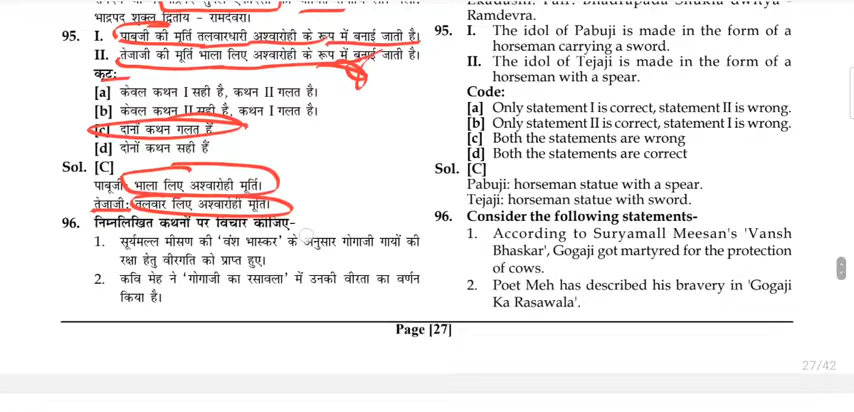 भाद्रपद शुक्ल द्वितीय - रामदेवरा।
95. I. पाबूजी की मूर्ति तलवारधारी अश्वारोही के रूप में बनाई जाती है।
II. तेजाजी की मूर्ति भाला लिए अश्वारोही के रूप में बनाई जाती है।
कूटः
[a] केवल कथन I सही है, कथन II गलत है।
[b] केवल कथन II सही है, कथन I गलत है।
[c] दोनों कथन गलत हैं
[d] दोनों कथन सही हैं
Sol. [C]
पाबूजी: भाला लिए अश्वारोही मूर्ति।
तेजाजी: तलवार लिए अश्वारोही मूर्ति।
96. निम्नलिखित कथनों पर विचार कीजिए-
1. सूर्यमल्ल मीसण की 'वंश भास्कर' के अनुसार गोगाजी गायों की
रक्षा हेतु वीरगति को प्राप्त हुए।
2. कवि मेह ने 'गोगाजी का रसावला' में उनकी वीरता का वर्णन
किया है।
Ramdevra.
95. I. The idol of Pabuji is made in the form of a
horseman carrying a sword.
II. The idol of Tejaji is made in the form of a
horseman with a spear.
Code:
[a] Only statement I is correct, statement II is wrong.
[b] Only statement II is correct, statement I is wrong.
[c] Both the statements are wrong
[d] Both the statements are correct
Sol. [C]
Pabuji: horseman statue with a spear.
Tejaji: horseman statue with sword.
96. Consider the following statements-
1. According to Suryamall Meesan's 'Vansh
Bhaskar', Gogaji got martyred for the protection
of cows.
2. Poet Meh has described his bravery in 'Gogaji
Ka Rasawala'.
Page [27]
27/42